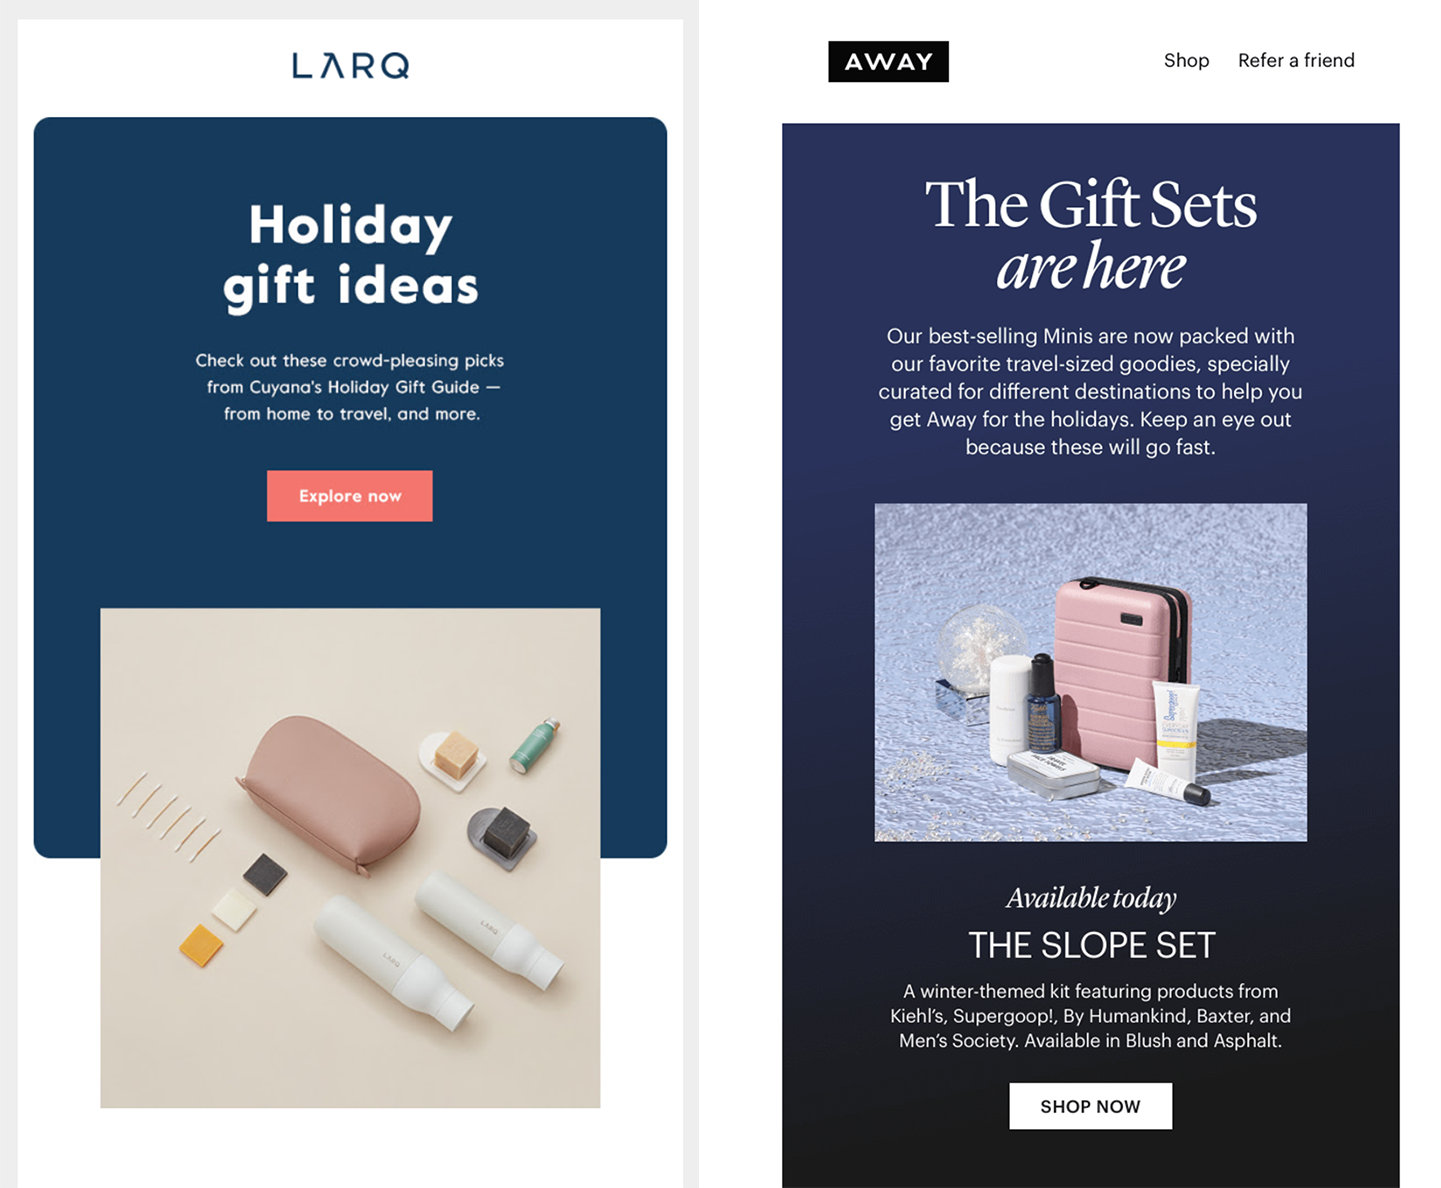 LARQ
Holiday
gift ideas
Check out these crowd-pleasing picks
from Cuyana's Holiday Gift Guide —
from home to travel, and more.
Explore now
LARQ
LARQ
AWAY
Shop Refer a friend
The Gift Sets
are here
Our best-selling Minis are now packed with
our favorite travel-sized goodies, specially
curated for different destinations to help you
get Away for the holidays. Keep an eye out
because these will go fast.
Supergoop!
Available today
THE SLOPE SET
A winter-themed kit featuring products from
Kiehl’s, Supergoop!, By Humankind, Baxter, and
Men’s Society. Available in Blush and Asphalt.
SHOP NOW